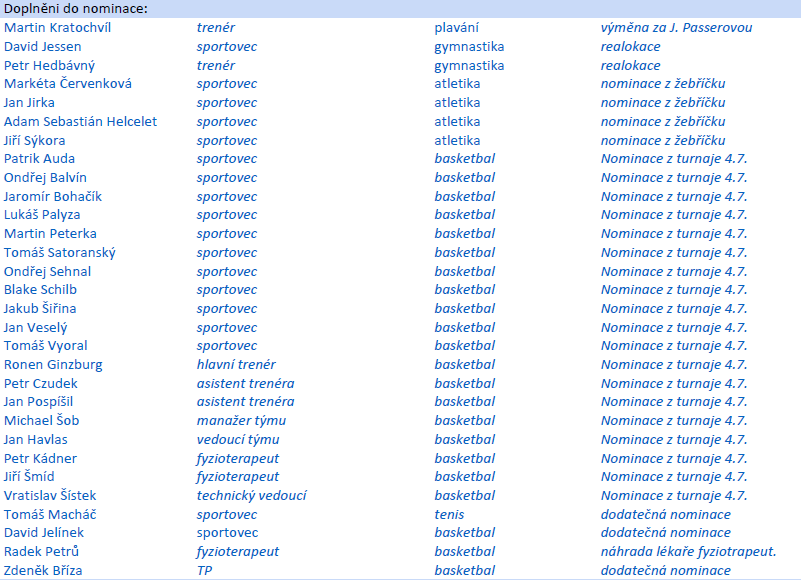 Doplněni do nominace:
Martin Kratochvíl trenér plavání výměna za J. Passerovou
David Jessen sportovec gymnastika realokace
Petr Hedbávný trenér gymnastika realokace
Markéta Červenková sportovec atletika nominace z žebříčku
Jan Jirka sportovec atletika nominace z žebříčku
Adam Sebastián Helcelet sportovec atletika nominace z žebříčku
Jiří Sýkora sportovec atletika nominace z žebříčku
Patrik Auda sportovec basketbal Nominace z turnaje 4.7.
Ondřej Balvín sportovec basketbal Nominace z turnaje 4.7.
Jaromír Bohačík sportovec basketbal Nominace z turnaje 4.7.
Lukáš Palyza sportovec basketbal Nominace z turnaje 4.7.
Martin Peterka sportovec basketbal Nominace z turnaje 4.7.
Tomáš Satoranský sportovec basketbal Nominace z turnaje 4.7.
Ondřej Sehnal sportovec basketbal Nominace z turnaje 4.7.
Blake Schilb sportovec basketbal Nominace z turnaje 4.7.
Jakub Šiřina sportovec basketbal Nominace z turnaje 4.7.
Jan Veselý sportovec basketbal Nominace z turnaje 4.7.
Tomáš Vyoral sportovec basketbal Nominace z turnaje 4.7.
Ronen Ginzburg hlavní trenér basketbal Nominace z turnaje 4.7.
Petr Czudek asistent trenéra basketbal Nominace z turnaje 4.7.
Jan Pospíšil asistent trenéra basketbal Nominace z turnaje 4.7.
Michael Šob manažer týmu basketbal Nominace z turnaje 4.7.
Jan Havlas vedoucí týmu basketbal Nominace z turnaje 4.7.
Petr Kádner fyzioterapeut basketbal Nominace z turnaje 4.7.
Jiří Šmíd fyzioterapeut basketbal Nominace z turnaje 4.7.
Vratislav Šístek technický vedoucí basketbal Nominace z turnaje 4.7.
Tomáš Macháč sportovec tenis dodatečná nominace
David Jelínek sportovec basketbal dodatečná nominace
Radek Petrů fyzioterapeut basketbal náhrada lékaře fyziotrapeut.
Zdeněk Bříza TP basketbal dodatečná nominace